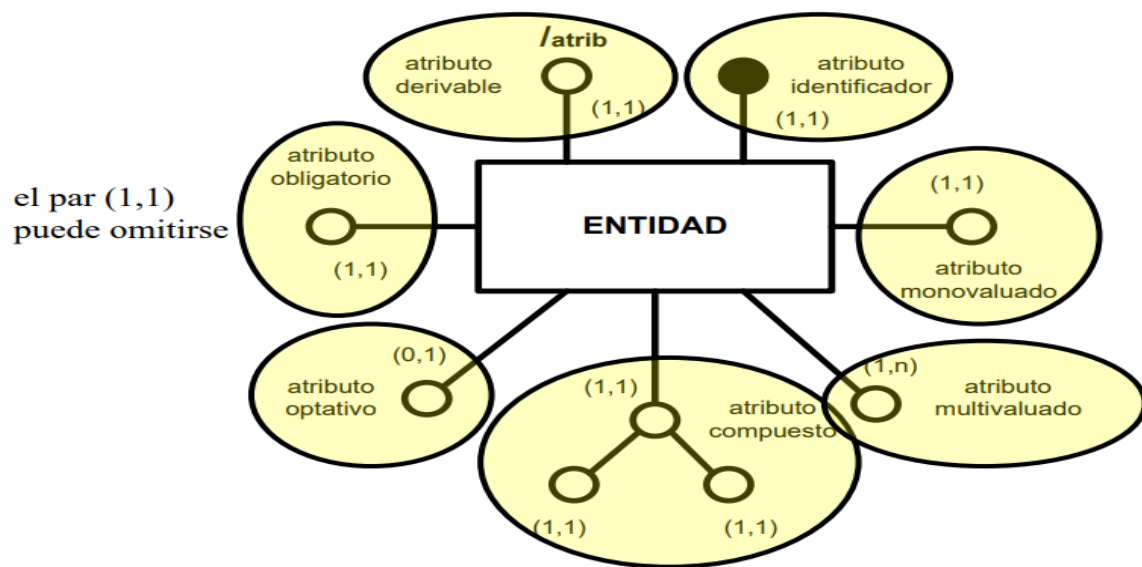 /atrib
atributo
derivable
(1,1)
atributo
identificador
(1,1)
atributo
obligatorio
(1,1)
el par (1,1)
puede omitirse
ENTIDAD
(1,1)
atributo
monovaluado
(0,1)
atributo
optativo
(1,1)
atributo
compuesto
(1,1)
(1,1)
(1,n)
atributo
multivaluado